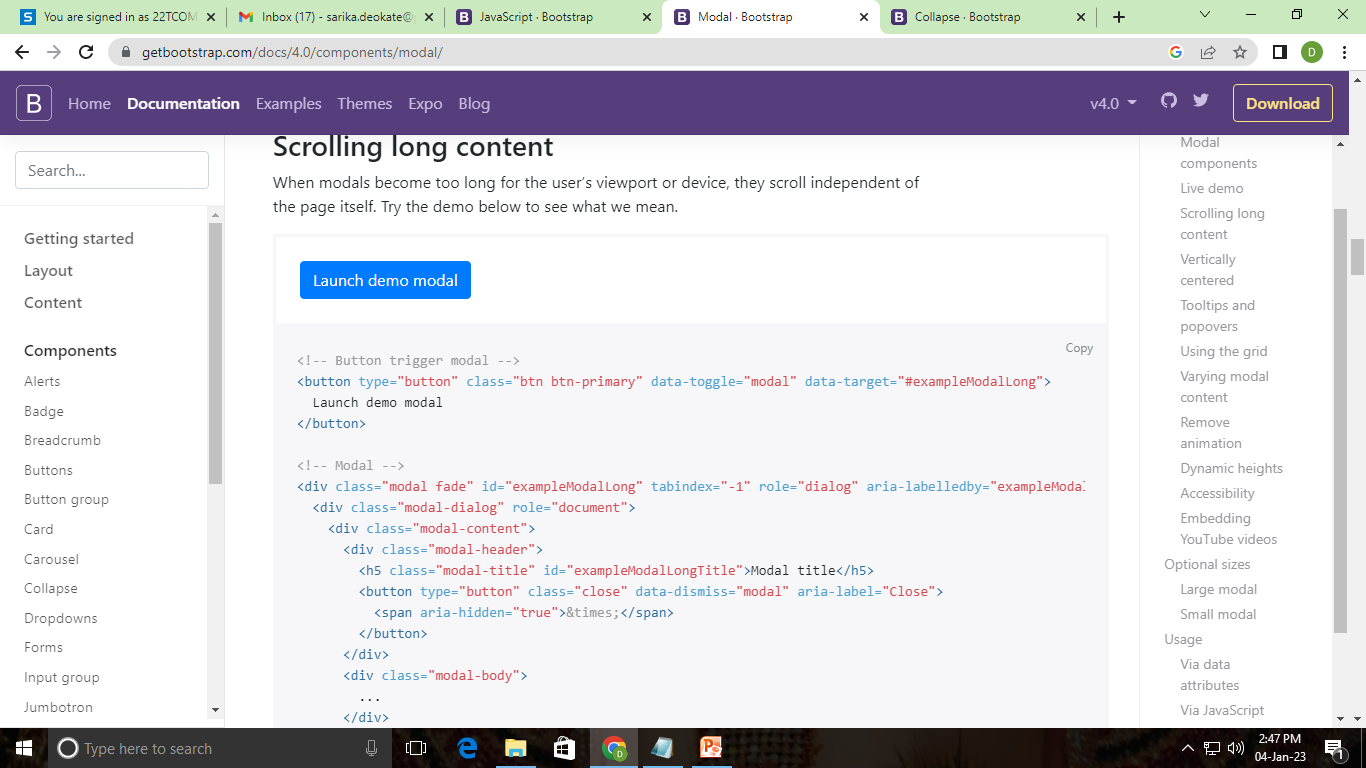 You are signed in as 22TCOM
Inbox (17) - sarika.deokate@
JavaScript · Bootstrap
Modal · Bootstrap
Collapse · Bootstrap
getbootstrap.com/docs/4.0/components/modal/
D
B
Home
Documentation
Examples
Themes
Expo
Blog
v4.0
Download
Search...
Getting started
Layout
Content
Components
Alerts
Badge
Breadcrumb
Buttons
Button group
Card
Carousel
Collapse
Dropdowns
Forms
Input group
Jumbotron
Scrolling long content
When modals become too long for the user's viewport or device, they scroll independent of
the page itself. Try the demo below to see what we mean.
Launch demo modal
Copy
<!-- Button trigger modal -->
<button type="button" class="btn btn-primary" data-toggle="modal" data-target="#exampleModalLong">
Launch demo modal
</button>
<!-- Modal -->
<div class="modal fade" id="exampleModalLong" tabindex="-1" role="dialog" aria-labelledby="exampleModal
<div class="modal-dialog" role="document">
<div class="modal-content">
<div class="modal-header">
<h5 class="modal-title" id="exampleModalLongTitle">Modal title</h5>
<button type="button" class="close" data-dismiss="modal" aria-label="Close">
<span aria-hidden="true">&times;</span>
</button>
</div>
<div class="modal-body">
...
</div>
Modal
components
Live demo
Scrolling long
content
Vertically
centered
Tooltips and
popovers
Using the grid
Varying modal
content
Remove
animation
Dynamic heights
Accessibility
Embedding
YouTube videos
Optional sizes
Large modal
Small modal
Usage
Via data
attributes
Via JavaScript
Type here to search
2:47 PM
04-Jan-23
1